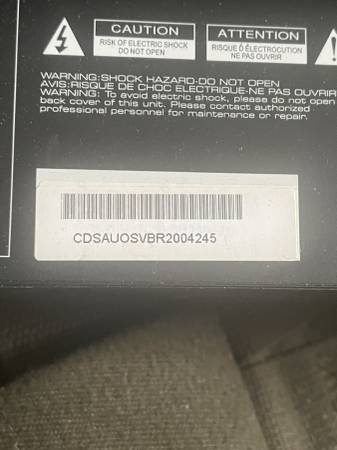 CAUTION
RISK OF ELECTRIC SHOCK
DO NOT OPEN
ATTENTION
RISQUE D'ÉLECTROCUTION
NE PAS OUVRIR
WARNING:SHOCK HAZARD-DO NOT OPEN
AVIS:RISQUE DE CHOC ELECTRIQUE-NE PAS OUVRIR
WARNING: To avoid electric shock, please do not open
back cover of this unit. Please contact authorized
professional personnel for maintenance or repair.
CDSAUOSVBR2004245